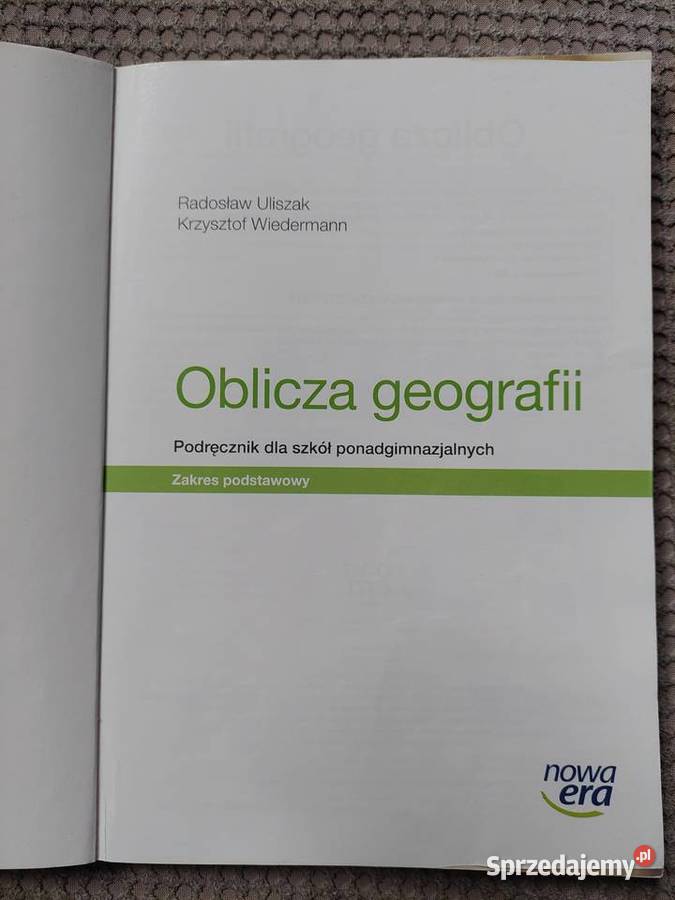 Radosław Uliszak
Krzysztof Wiedermann
Oblicza geografii
Podręcznik dla szkół ponadgimnazjalnych
Zakres podstawowy
nowa
era
Sprzedajemy.pl